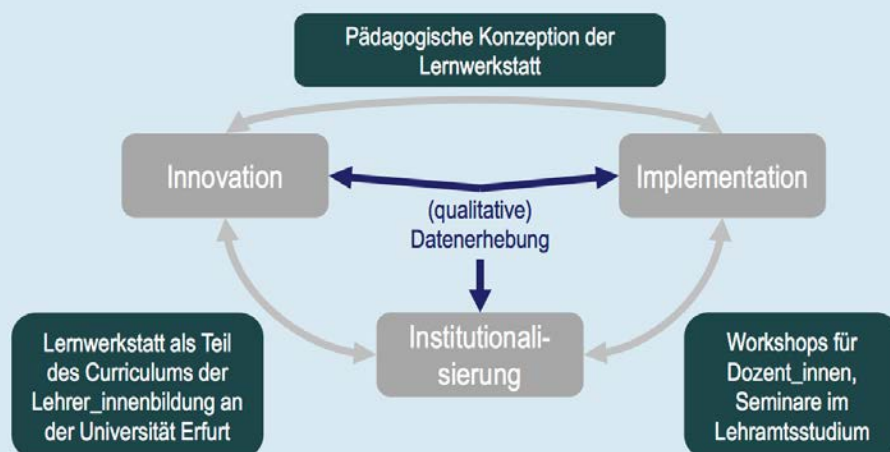 Pädagogische Konzeption der
Lernwerkstatt
Innovation
Implementation
(qualitative)
Datenerhebung
Institutionali-
sierung
Lernwerkstatt als Teil
des Curriculums der
Lehrer_innenbildung an
der Universität Erfurt
Workshops für
Dozent_innen,
Seminare im
Lehramtsstudium